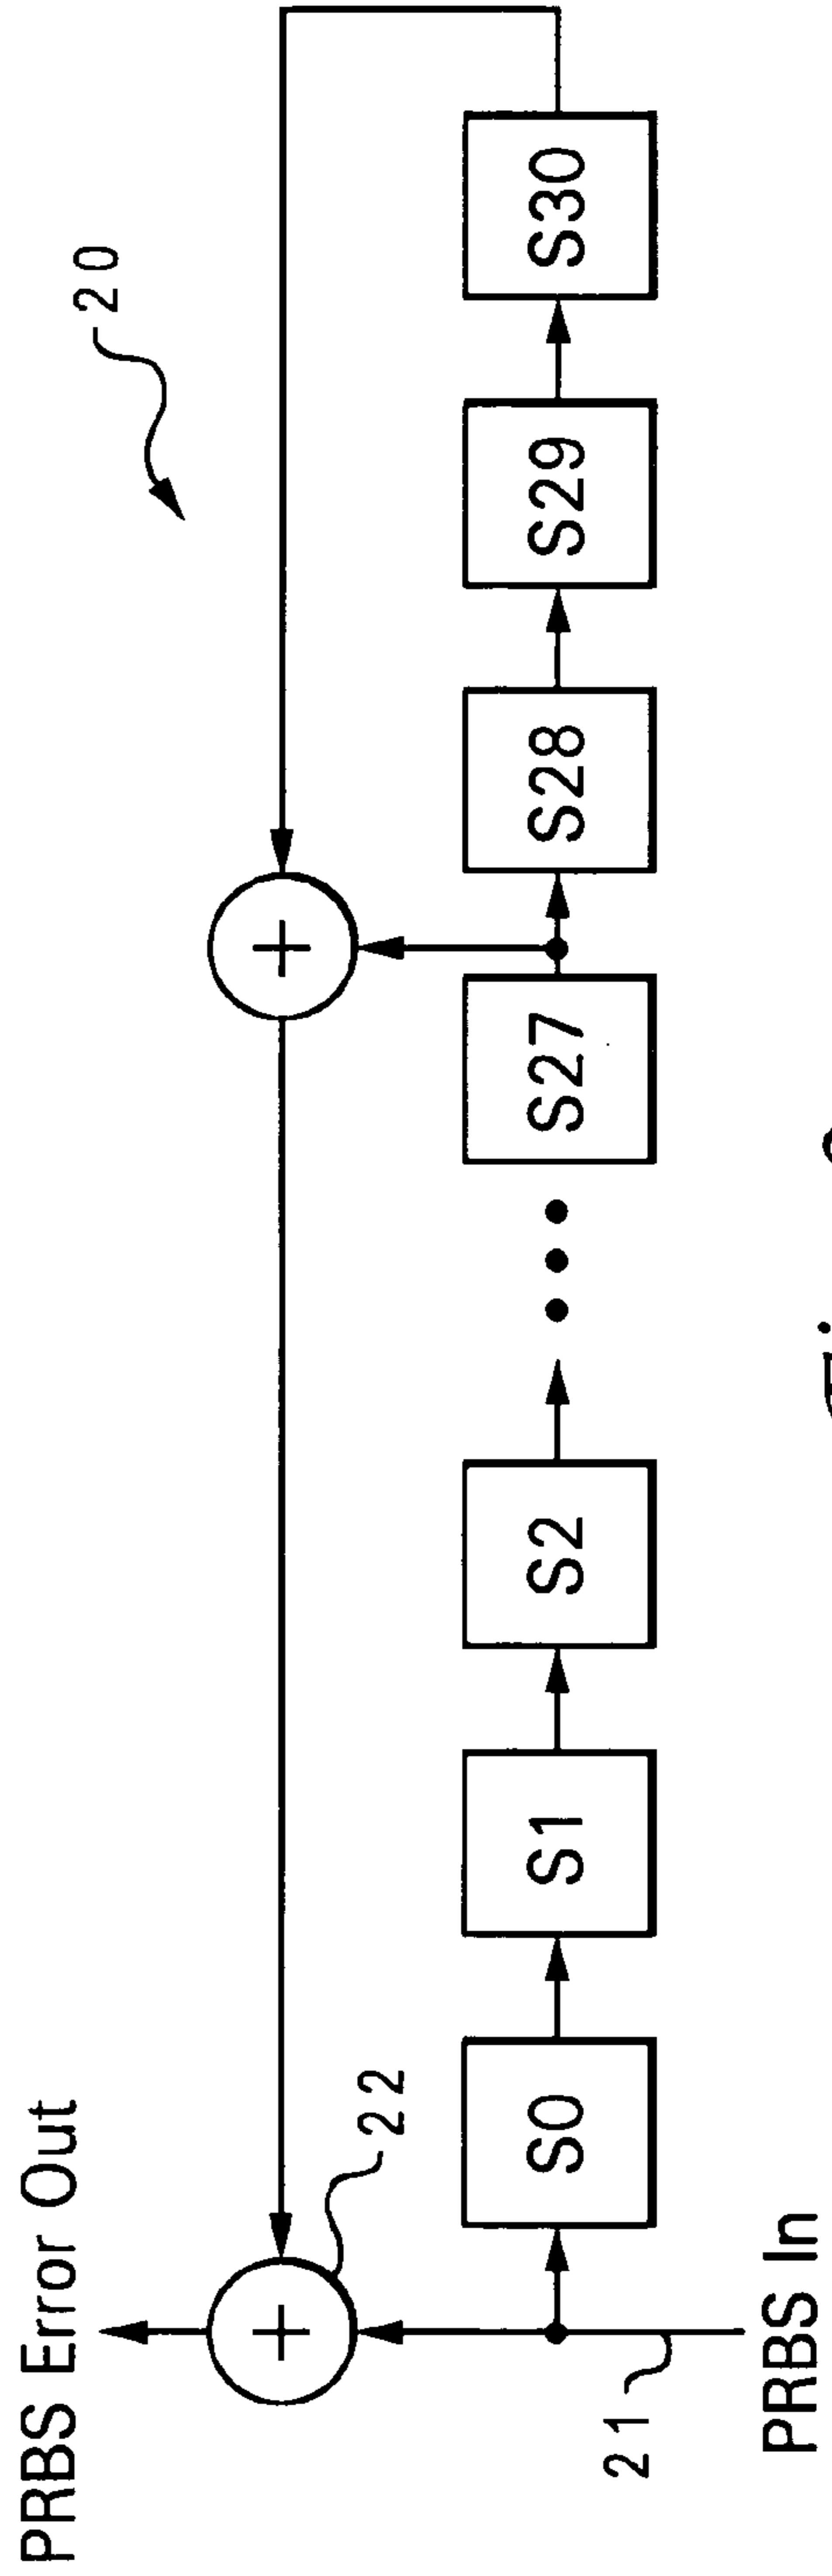 PRBS Error Out
20
22
S0
S1
S2
S27
S28
S29
S30
21
PRBS In